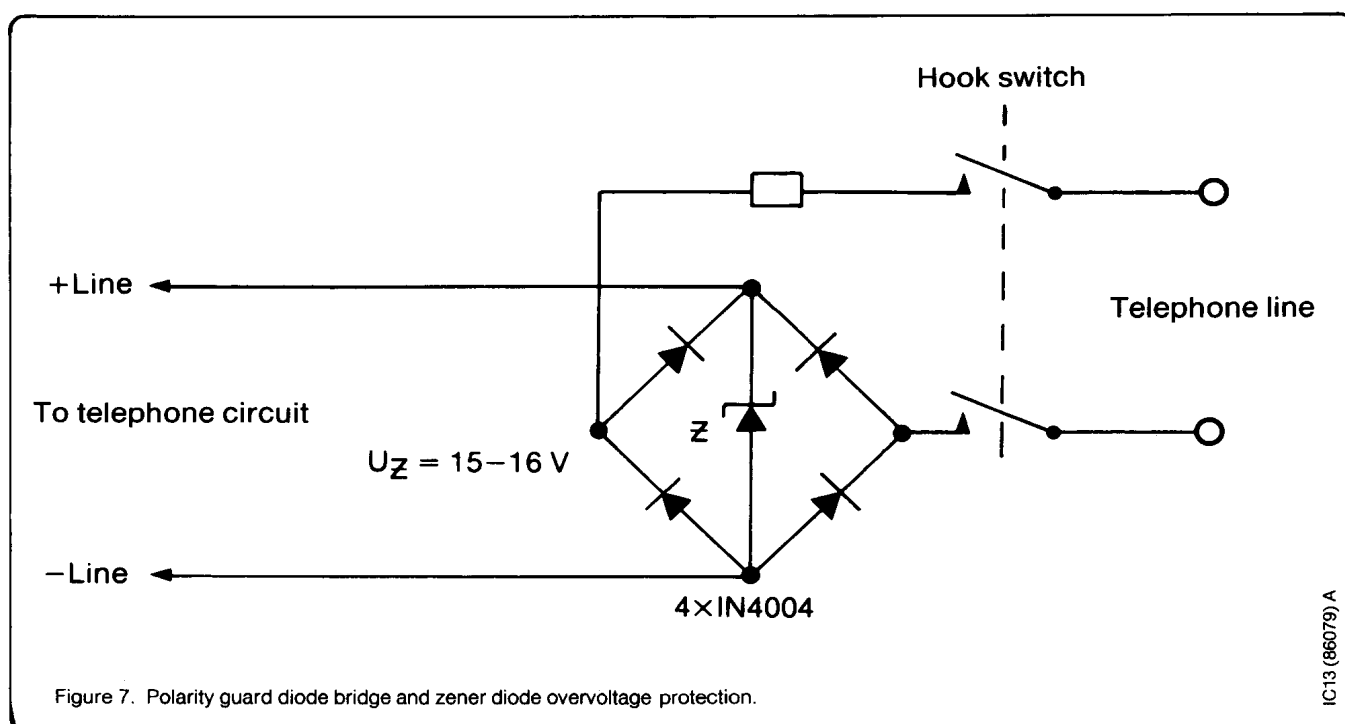 Hook switch
+Line
Telephone line
To telephone circuit
Z
UZ = 15–16 V
−Line
4×IN4004
IC13 (86079) A
Figure 7. Polarity guard diode bridge and zener diode overvoltage protection.